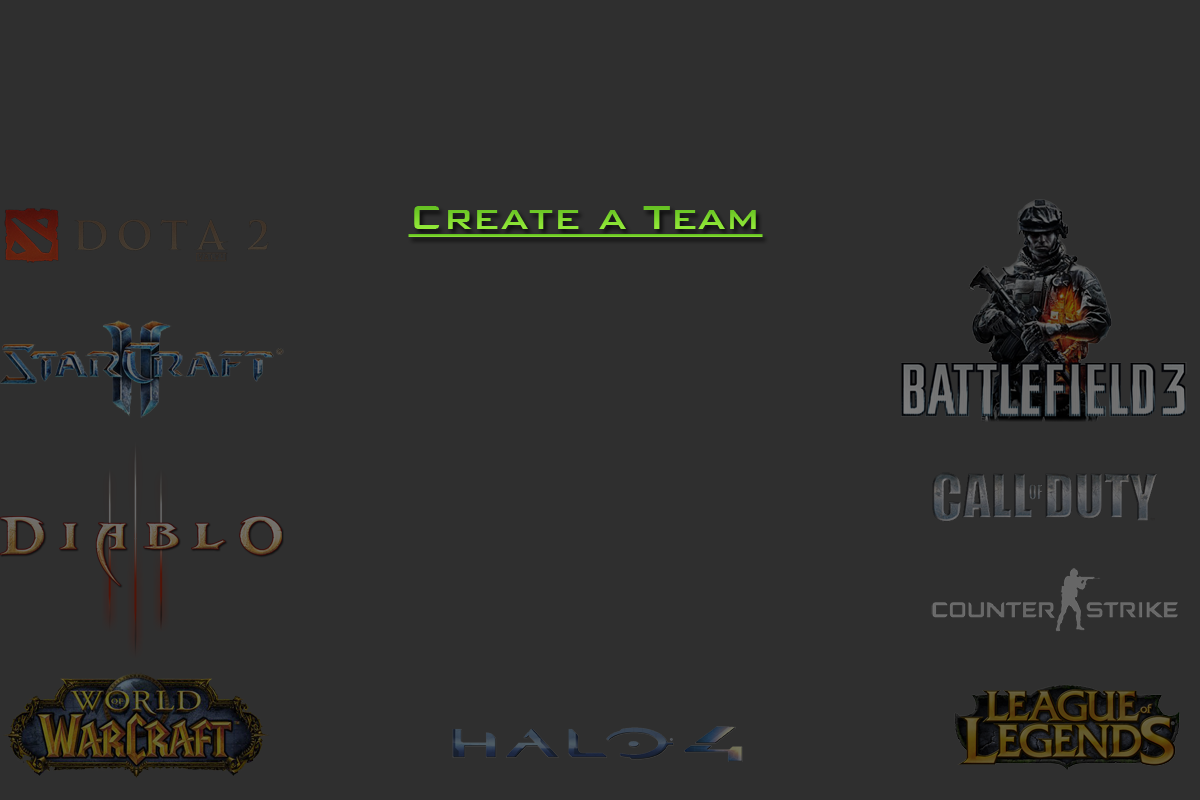 Create a Team
DOTA 2
StarCraft II
Diablo III
World of Warcraft
Battlefield 3
Call of Duty
Counter Strike
League of Legends
Halo 4